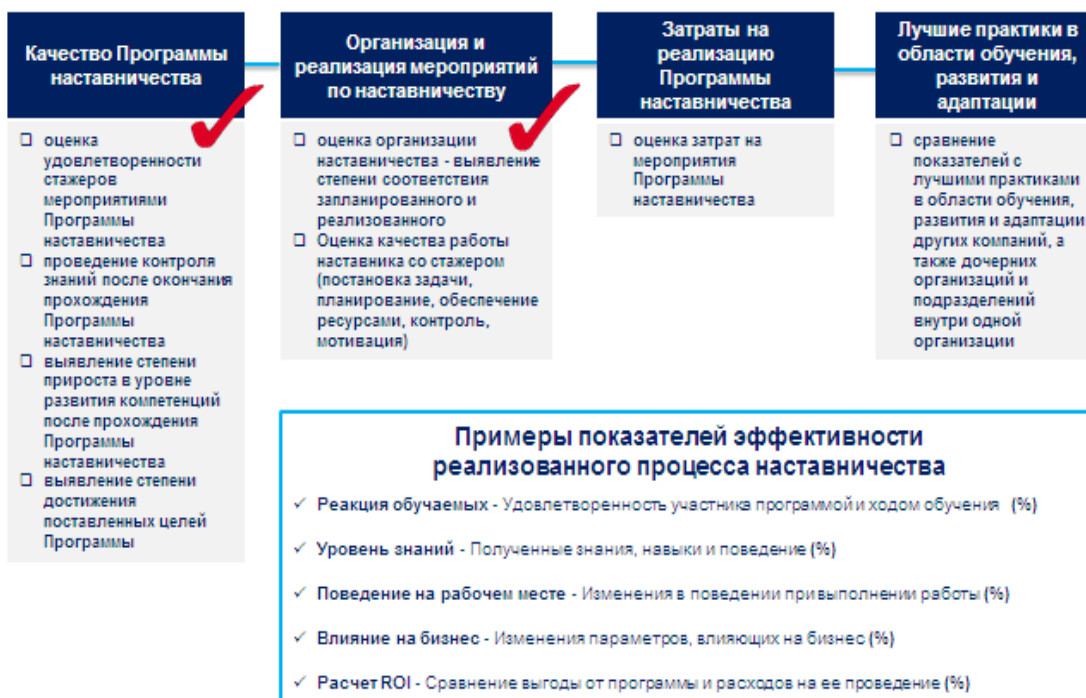 Качество Программы
наставничества
❑ оценка
удовлетворенности
стажеров
мероприятиями
Программы
наставничества
❑ проведение контроля
знаний после окончания
прохождения
Программы
наставничества
❑ выявление степени
прироста в уровне
развития компетенций
после прохождения
Программы
наставничества
❑ выявление степени
достижения
поставленных целей
Программы
Организация и
реализация мероприятий
по наставничеству
❑ оценка организации
наставничества - выявление
степени соответствия
запланированного и
реализованного
❑ Оценка качества работы
наставника со стажером
(постановка задачи,
планирование, обеспечение
ресурсами, контроль,
мотивация)
Затраты на
реализацию
Программы
наставничества
❑ оценка затрат на
мероприятия
Программы
наставничества
Лучшие практики в
области обучения,
развития и
адаптации
❑ сравнение
показателей с
лучшими практиками
в области обучения,
развития и адаптации
других компаний, а
также дочерних
организаций и
подразделений
внутри одной
организации
Примеры показателей эффективности
реализованного процесса наставничества
✓ Реакция обучаемых - Удовлетворенность участника программой и ходом обучения (%)
✓ Уровень знаний - Полученные знания, навыки и поведение (%)
✓ Поведение на рабочем месте - Изменения в поведении при выполнении работы (%)
✓ Влияние на бизнес - Изменения параметров, влияющих на бизнес (%)
✓ Расчет ROI - Сравнение выгоды от программы и расходов на ее проведение (%)